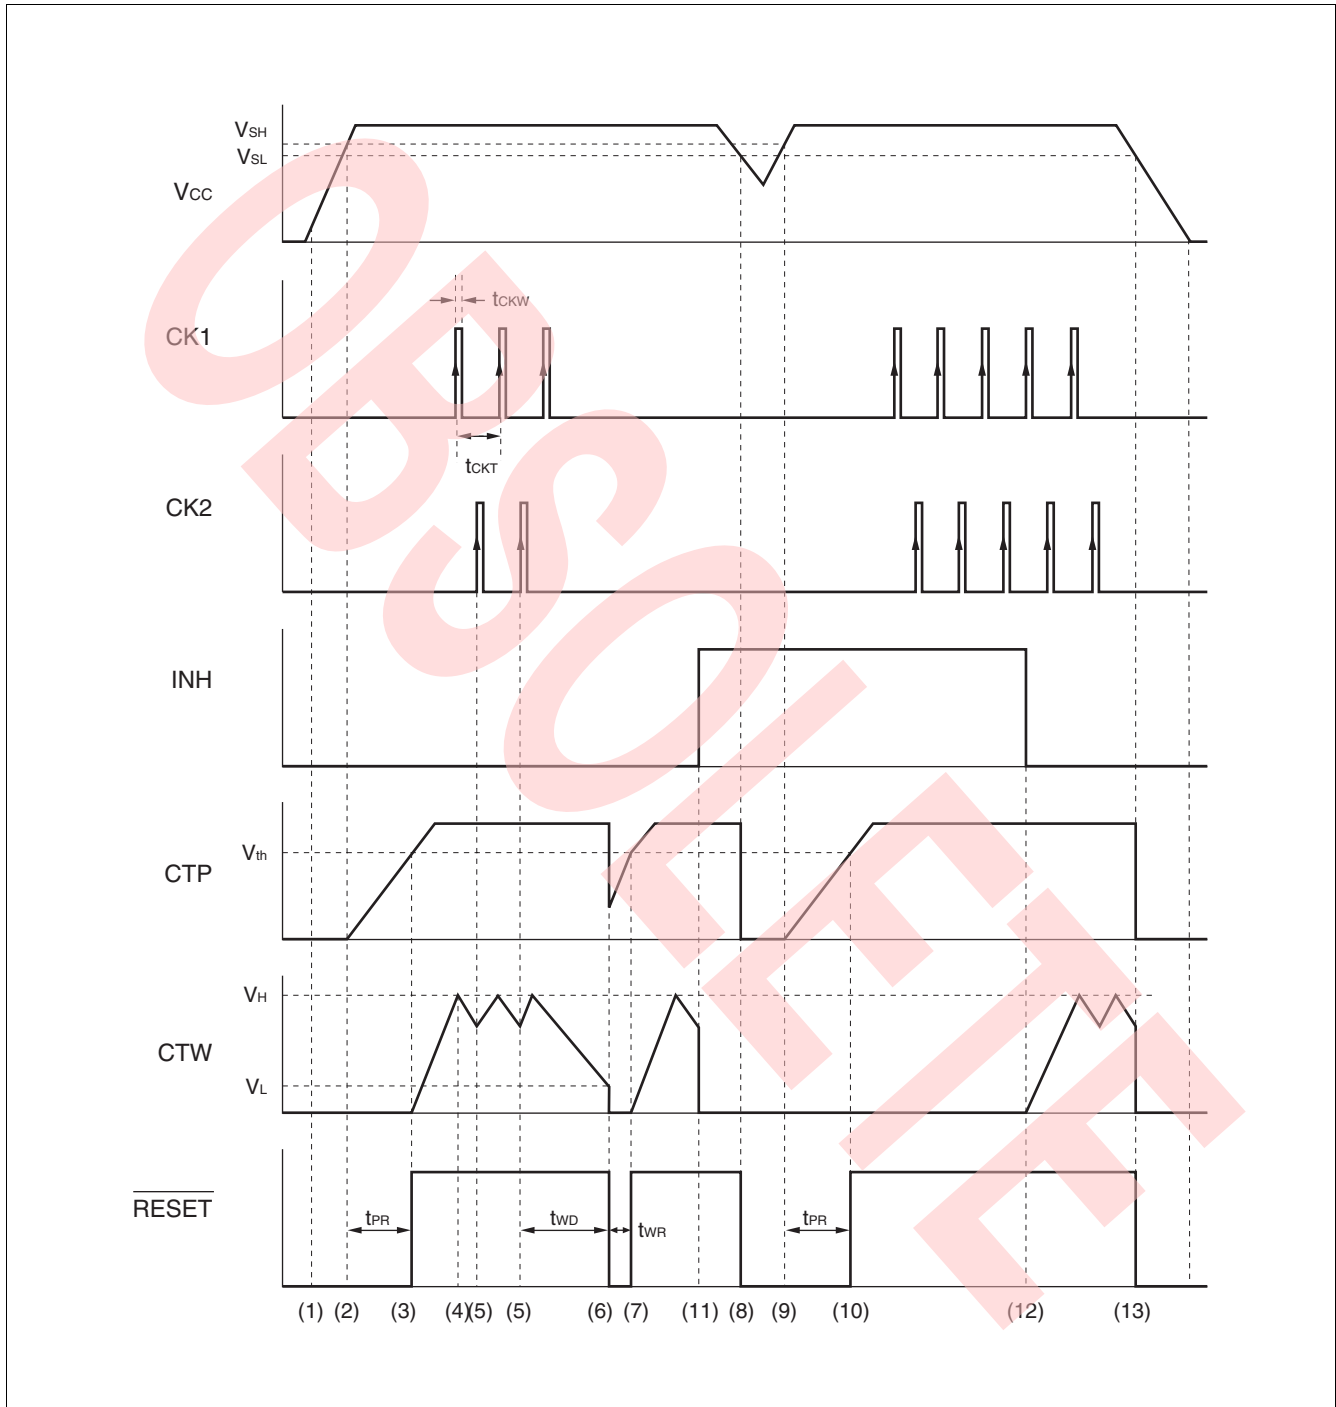 VSH
VSL
VCC
tCKW
CK1
tCKT
CK2
INH
Vth
CTP
VH
CTW
VL
RESET
tPR
tWD
tWR
tPR
(1) (2) (3) (4)(5) (5) (6) (7) (11) (8) (9) (10) (12) (13)
OBSOLETE